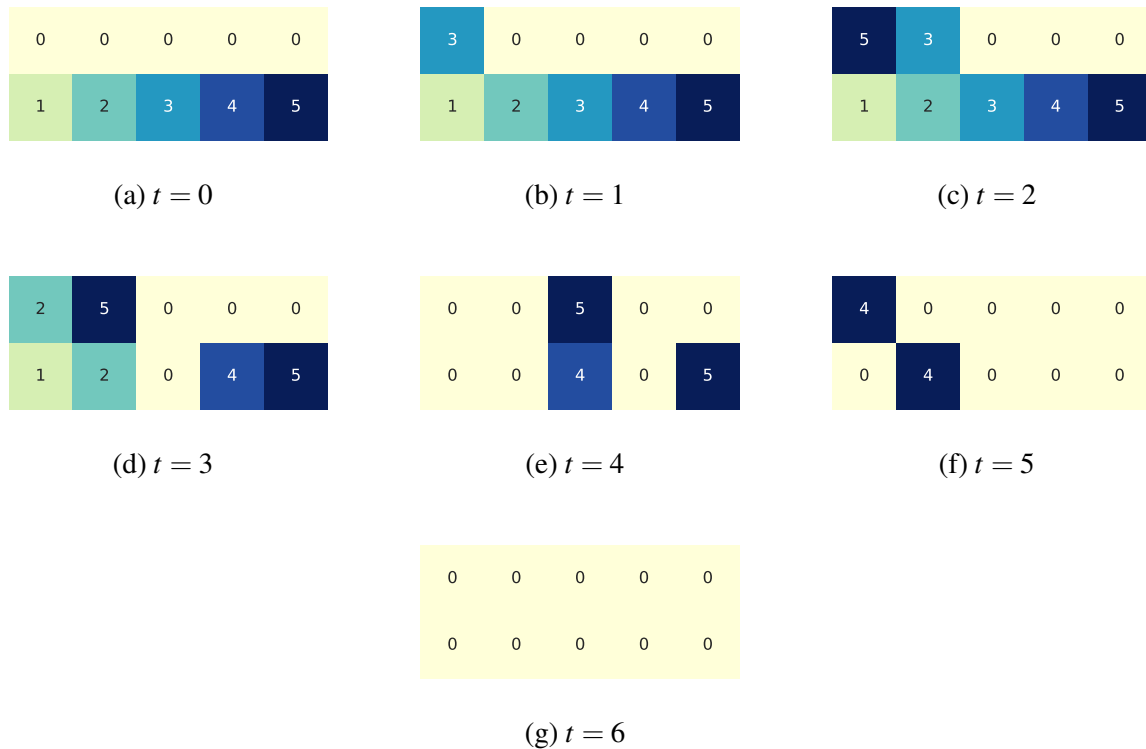 0 0 0 0 0
1 2 3 4 5
(a) t = 0
3 0 0 0 0
1 2 3 4 5
(b) t = 1
5 3 0 0 0
1 2 3 4 5
(c) t = 2
2 5 0 0 0
1 2 0 4 5
(d) t = 3
0 0 5 0 0
0 0 4 0 5
(e) t = 4
4 0 0 0 0
0 4 0 0 0
(f) t = 5
0 0 0 0 0
0 0 0 0 0
(g) t = 6